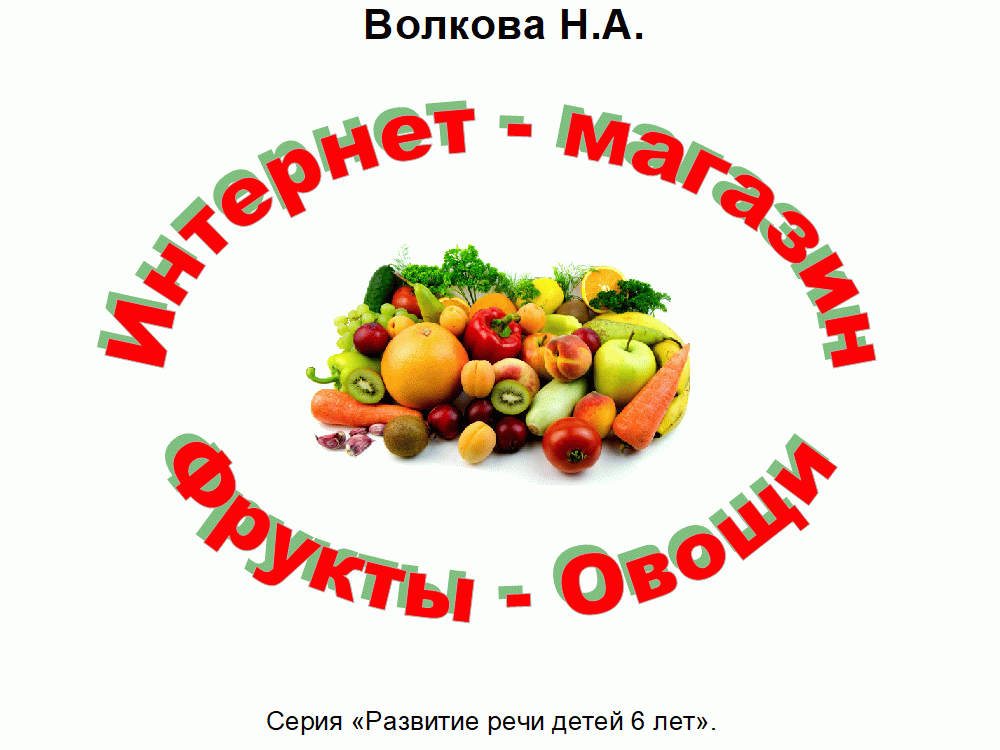 Волкова Н.А.
Интернет - магазин
Фрукты - Овощи
Серия «Развитие речи детей 6 лет».